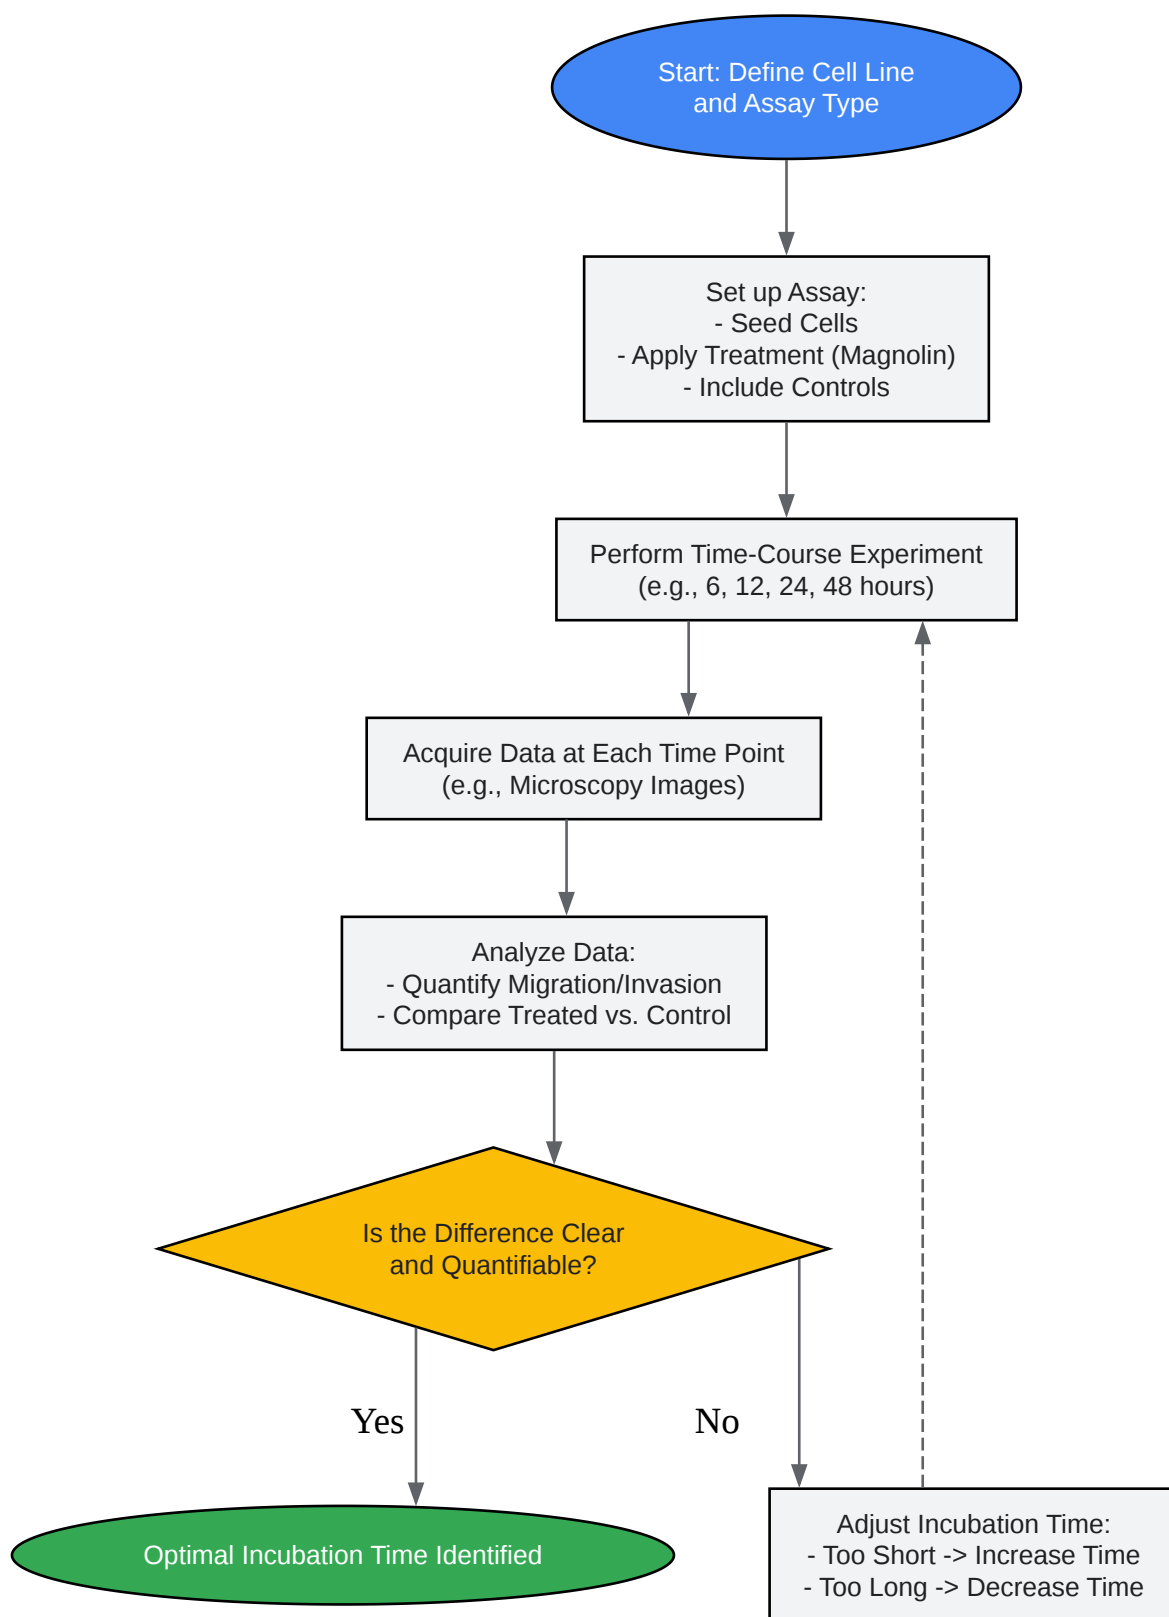 Start: Define Cell Line
and Assay Type
Set up Assay:
- Seed Cells
- Apply Treatment (Magnolin)
- Include Controls
Perform Time-Course Experiment
(e.g., 6, 12, 24, 48 hours)
Acquire Data at Each Time Point
(e.g., Microscopy Images)
Analyze Data:
- Quantify Migration/Invasion
- Compare Treated vs. Control
Is the Difference Clear
and Quantifiable?
Yes
No
Optimal Incubation Time Identified
Adjust Incubation Time:
- Too Short -> Increase Time
- Too Long -> Decrease Time